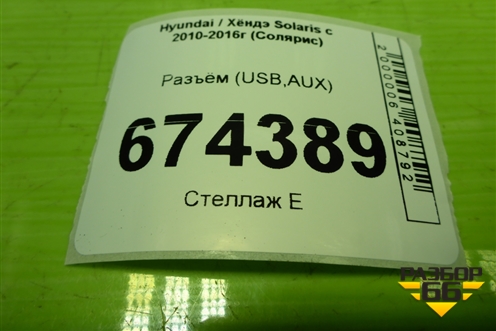 Hyundai / Хёндэ Solaris с
2010-2016г (Солярис)
Разъём (USB,AUX)
674389
Стеллаж Е
2000006408792
РАЗБОР
66